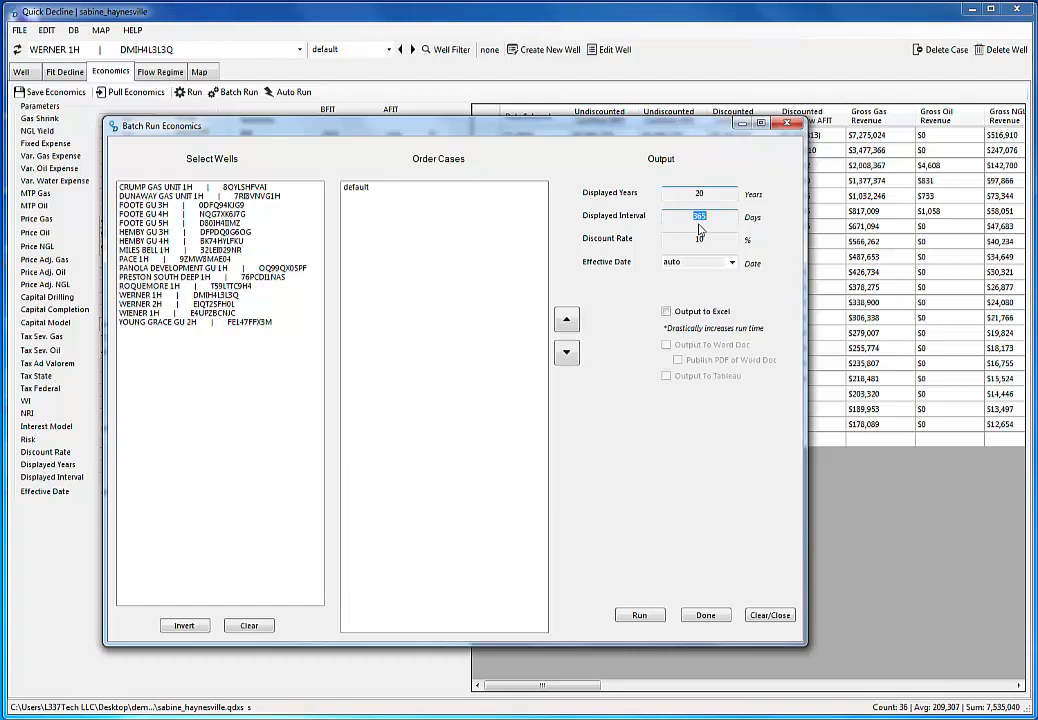 Quick Decline | sabine_haynesville
FILE EDIT DB MAP HELP
WERNER 1H | DMIH4L3L3Q default Well Filter none Create New Well Edit Well Delete Case Delete Well
Well Fit Decline Economics Flow Regime Map
Save Economics Pull Economics Run Batch Run Auto Run
Parameters
Gas Shrink
NGL Yield
Fixed Expense
Var. Gas Expense
Var. Oil Expense
Var. Water Expense
MTP Gas
MTP Oil
Price Gas
Price Oil
Price NGL
Price Adj. Gas
Price Adj. Oil
Price Adj. NGL
Capital Drilling
Capital Completion
Capital Model
Tax Sev. Gas
Tax Sev. Oil
Tax Ad Valorem
Tax State
Tax Federal
WI
NRI
Interest Model
Risk
Discount Rate
Displayed Years
Displayed Interval
Effective Date
BFIT AFIT
Undiscounted Undiscounted Discounted Discounted Gross Gas Revenue Gross Oil Revenue Gross NGL Revenue
$7,275,024 $0 $516,910
$3,477,366 $0 $247,076
$2,008,367 $4,608 $142,700
$1,377,374 $831 $97,866
$1,032,246 $733 $73,344
$817,009 $1,058 $58,051
$671,094 $0
$566,262 $0 $40,234
$487,653 $0
$426,734 $0 $30,321
$378,275 $0 $26,877
$338,900 $0 $24,080
$306,338 $0 $21,766
$279,007 $0 $19,824
$255,774 $0 $18,173
$235,807 $0 $16,755
$218,481 $0 $15,524
$203,320 $0 $14,446
$189,953 $0 $13,497
$178,089 $0 $12,654
Batch Run Economics
Select Wells
CRUMP GAS UNIT 1H | 8OYLSHFVAI
DUNAWAY GAS UNIT 1H | 7RIBVNVG1H
FOOTE GU 3H | 0DFQ94KJG9
FOOTE GU 4H | NQG7XK6J7G
FOOTE GU 5H | D80IH4IIMZ
HEMBY GU 3H | DFPDQ0G6OG
HEMBY GU 4H | BK74HYLFKU
MILES BELL 1H | 32LEI029NR
PACE 1H | 9ZMW8MAE04
PANOLA DEVELOPMENT GU 1H | OQ99QX05PF
PRESTON SOUTH DEEP 1H | 76PCDI1NAS
ROQUEMORE 1H | T59LTTC9H4
WERNER 1H | DMIH4L3L3Q
WERNER 2H | EIQT25FH0L
WIENER 1H | E4UPZBCNJC
YOUNG GRACE GU 2H | FE147FFX3M
Invert Clear
Order Cases
default
Output
Displayed Years 20 Years
Displayed Interval 365 Days
Discount Rate 10 %
Effective Date auto Date
Output to Excel
*Drastically increases run time
Output To Word Doc
Publish PDF of Word Doc
Output To Tableau
Run Done Clear/Close
C:\Users\L337Tech LLC\Desktop\dem...\sabine_haynesville.qdxs s Count: 36 | Avg: 209,307 | Sum: 7,535,040